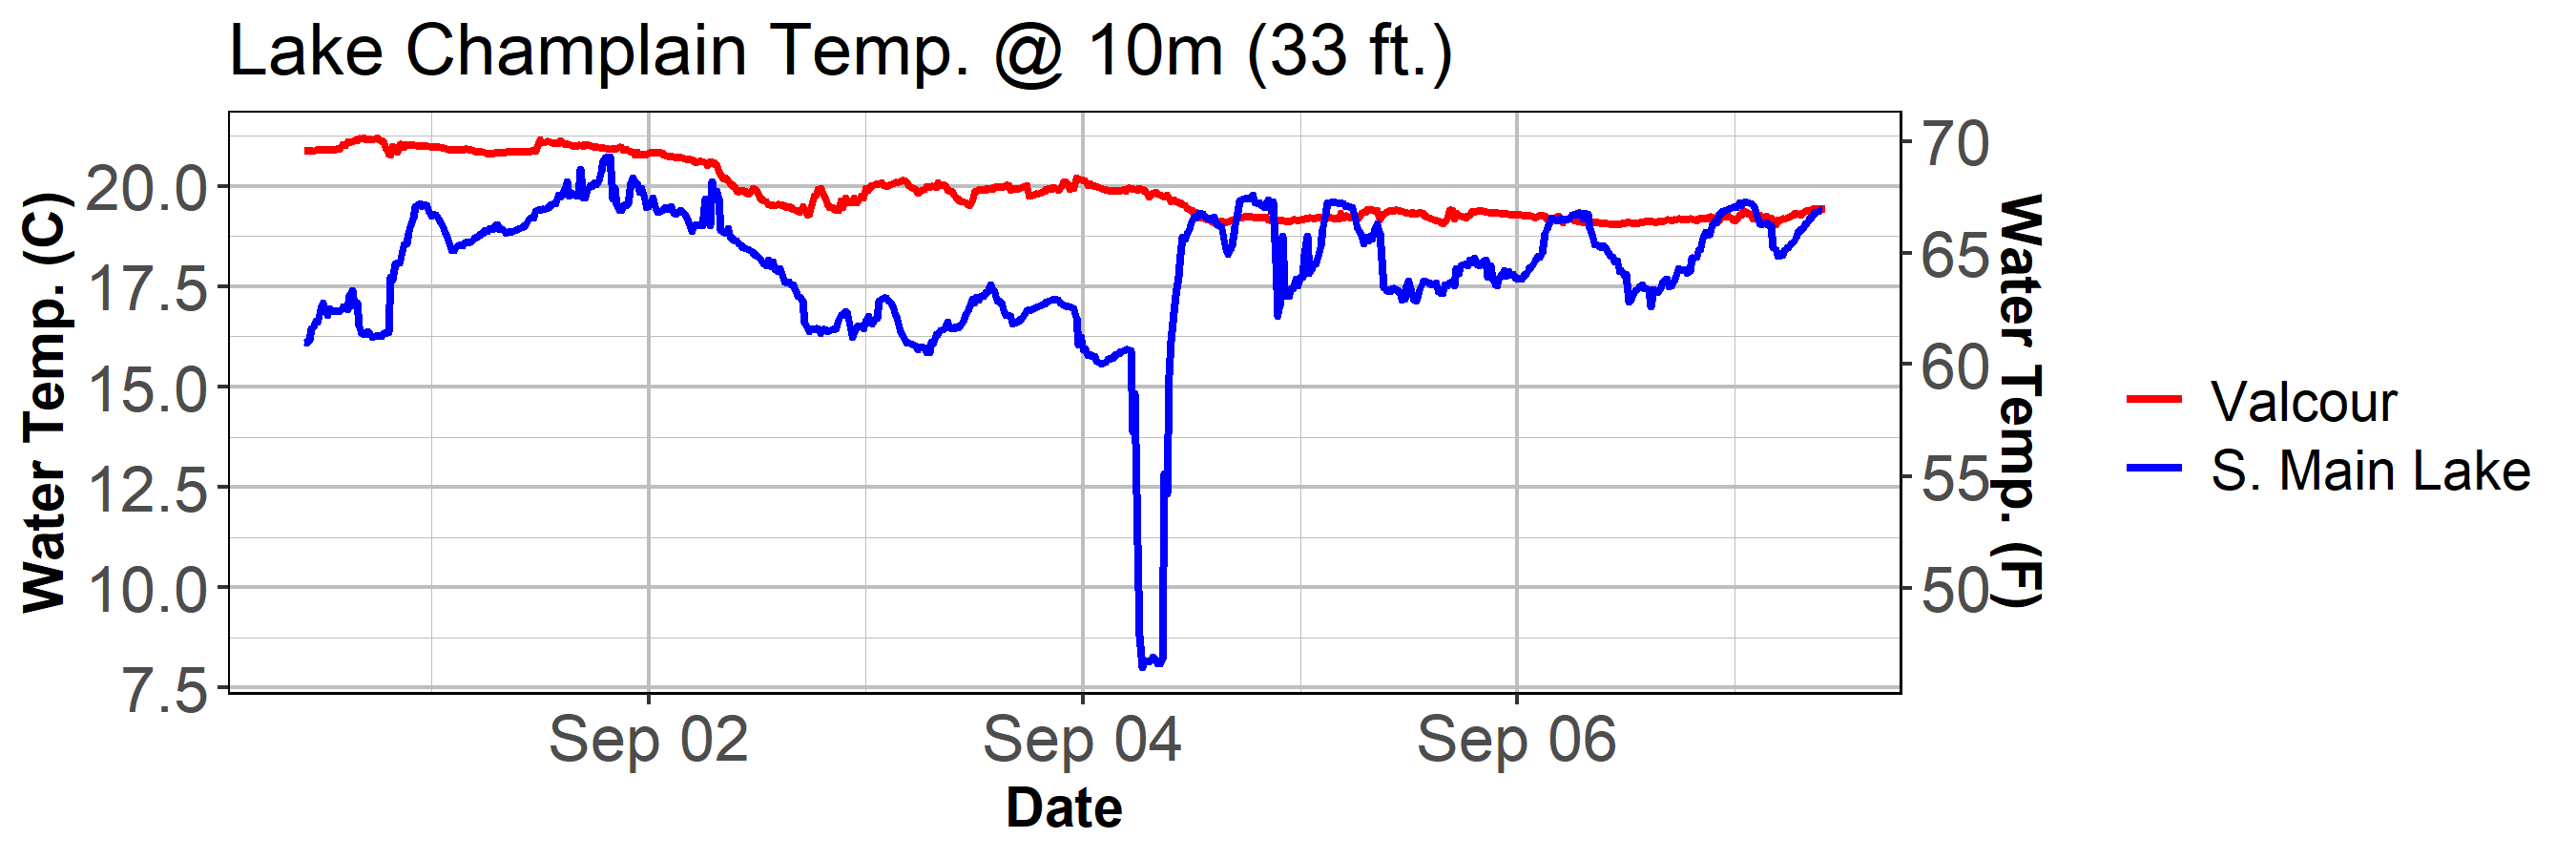 Lake Champlain Temp. @ 10m (33 ft.)
Water Temp. (C)
20.0
17.5
15.0
12.5
10.0
7.5
70
65
60
55
50
Water Temp. (F)
Sep 02
Sep 04
Sep 06
Date
Valcour
S. Main Lake